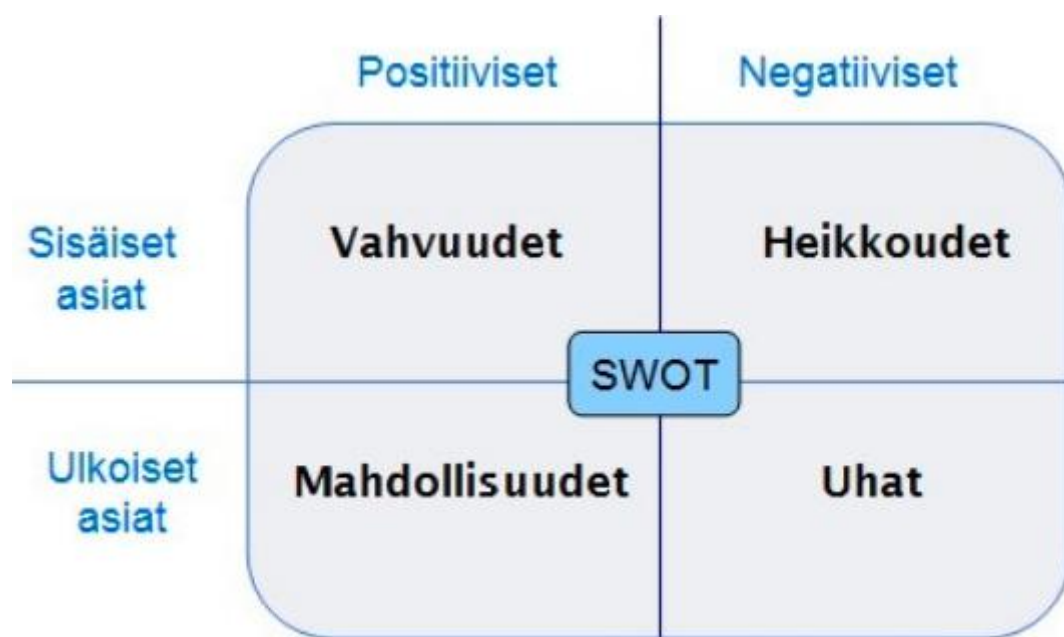 Positiiviset
Negatiiviset
Sisäiset
asiat
Vahvuudet
Heikkoudet
SWOT
Ulkoiset
asiat
Mahdollisuudet
Uhat